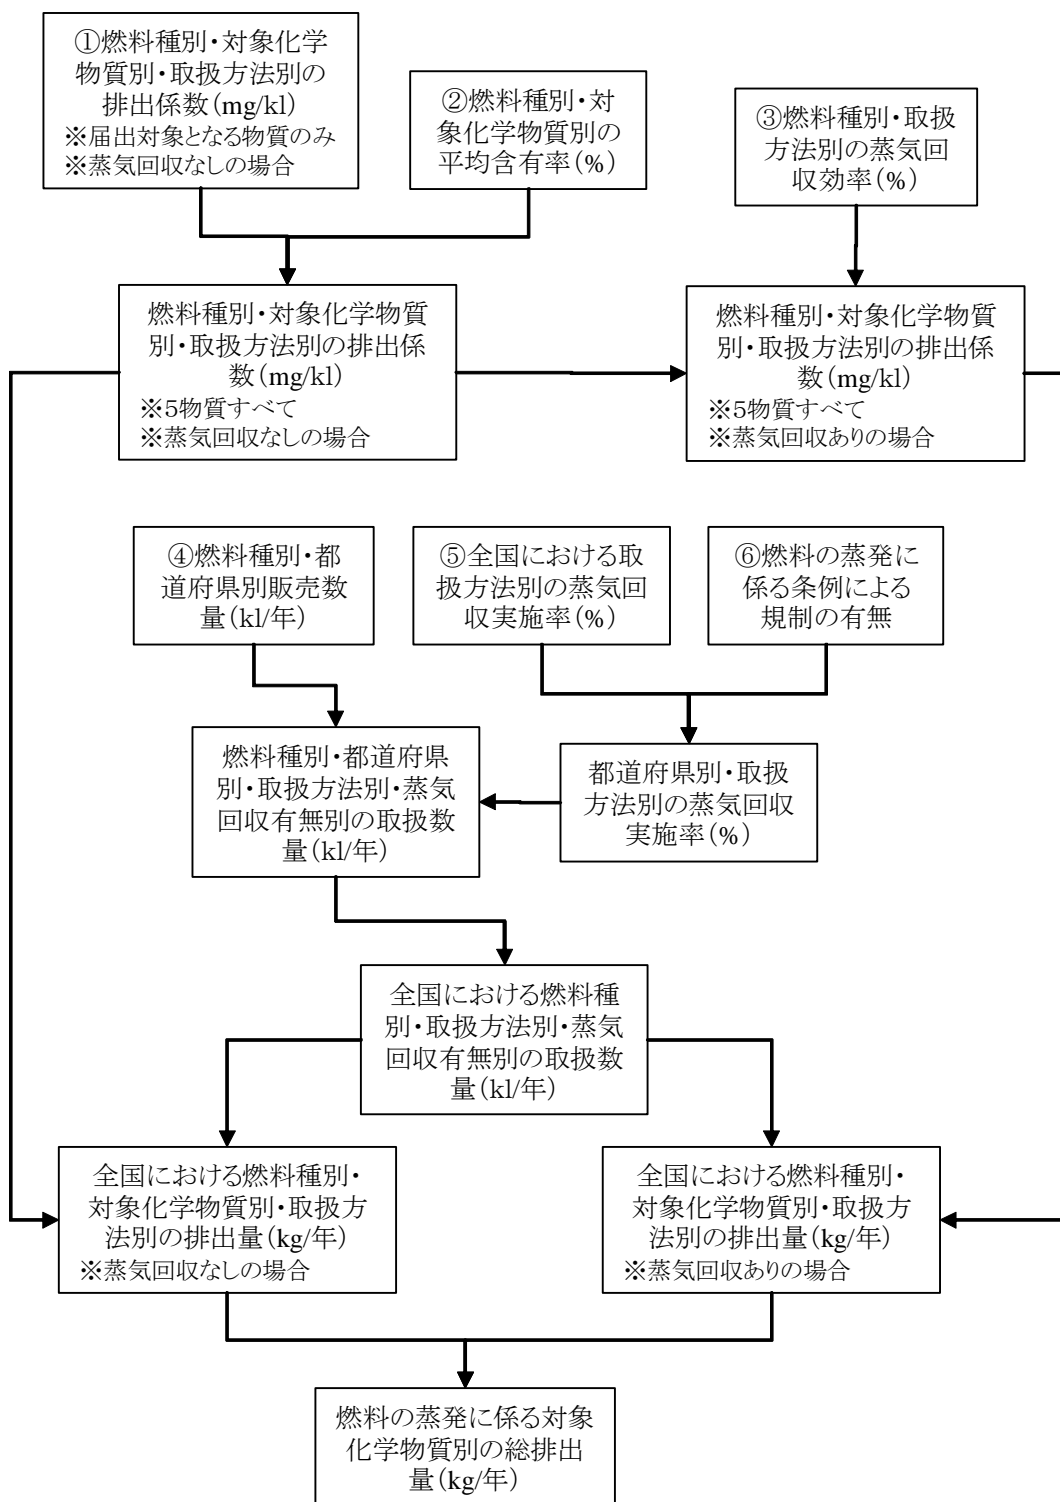 ①燃料種別・対象化学
物質別・取扱方法別の
排出係数(mg/kl)
※届出対象となる物質のみ
※蒸気回収なしの場合
②燃料種別・対
象化学物質別の
平均含有率(%)
③燃料種別・取扱
方法別の蒸気回
収効率(%)
燃料種別・対象化学物質
別・取扱方法別の排出係
数(mg/kl)
※5物質すべて
※蒸気回収なしの場合
燃料種別・対象化学物質
別・取扱方法別の排出係
数(mg/kl)
※5物質すべて
※蒸気回収ありの場合
④燃料種別・都
道府県別販売数
量(kl/年)
⑤全国における取
扱方法別の蒸気回
収実施率(%)
⑥燃料の蒸発に
係る条例による
規制の有無
燃料種別・都道府県
別・取扱方法別・蒸気
回収有無別の取扱数
量(kl/年)
都道府県別・取扱
方法別の蒸気回収
実施率(%)
全国における燃料種
別・取扱方法別・蒸気
回収有無別の取扱数
量(kl/年)
全国における燃料種別・
対象化学物質別・取扱方
法別の排出量(kg/年)
※蒸気回収なしの場合
全国における燃料種別・
対象化学物質別・取扱方
法別の排出量(kg/年)
※蒸気回収ありの場合
燃料の蒸発に係る対象
化学物質別の総排出
量(kg/年)